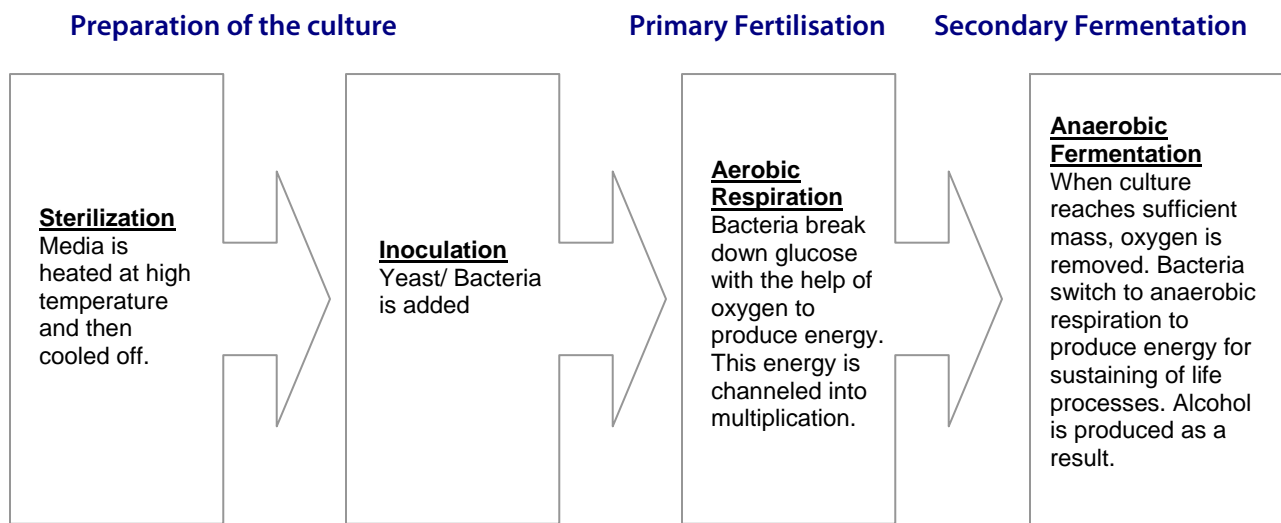 Preparation of the culture
Primary Fertilisation
Secondary Fermentation
Sterilization
Media is
heated at high
temperature
and then
cooled off.
Inoculation
Yeast/ Bacteria
is added
Aerobic
Respiration
Bacteria break
down glucose
with the help of
oxygen to
produce energy.
This energy is
channeled into
multiplication.
Anaerobic
Fermentation
When culture
reaches sufficient
mass, oxygen is
removed. Bacteria
switch to anaerobic
respiration to
produce energy for
sustaining of life
processes. Alcohol
is produced as a
result.